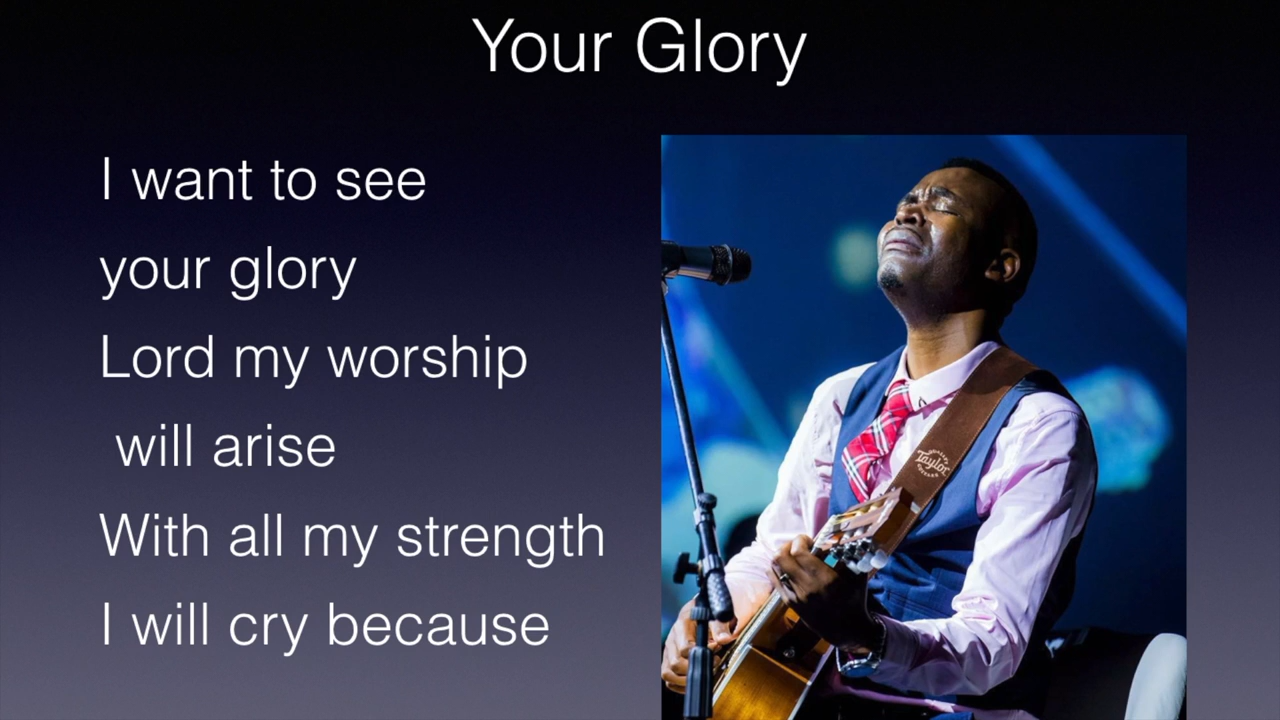 Your Glory
I want to see
your glory
Lord my worship
will arise
With all my strength
I will cry because
Taylor